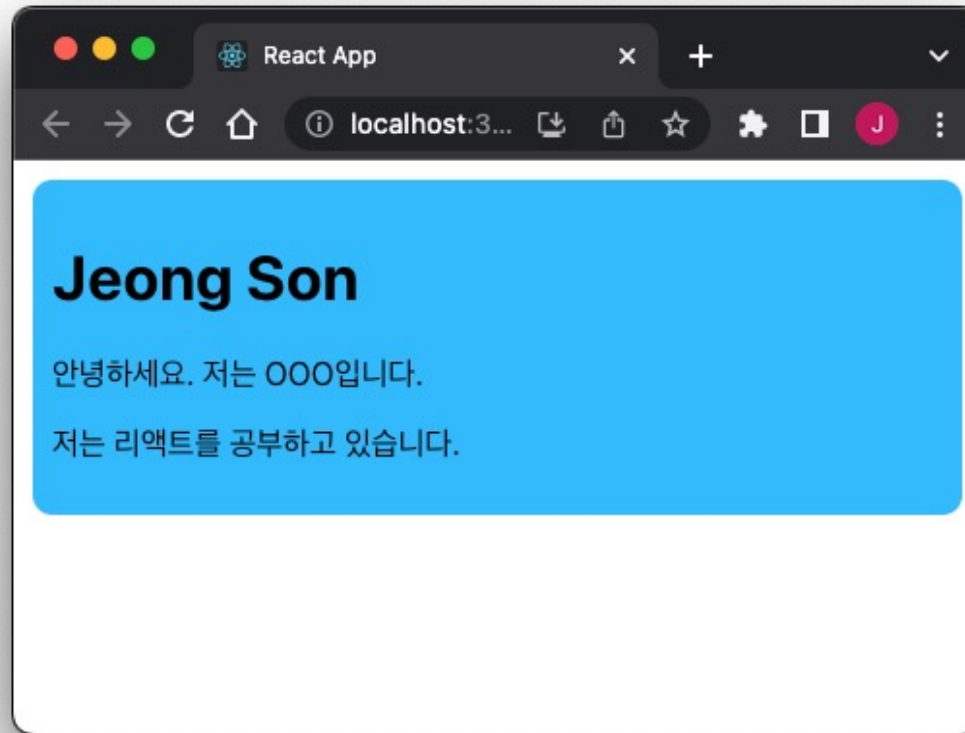 React App
localhost:3...
J
Jeong Son
안녕하세요. 저는 OOO입니다.
저는 리액트를 공부하고 있습니다.